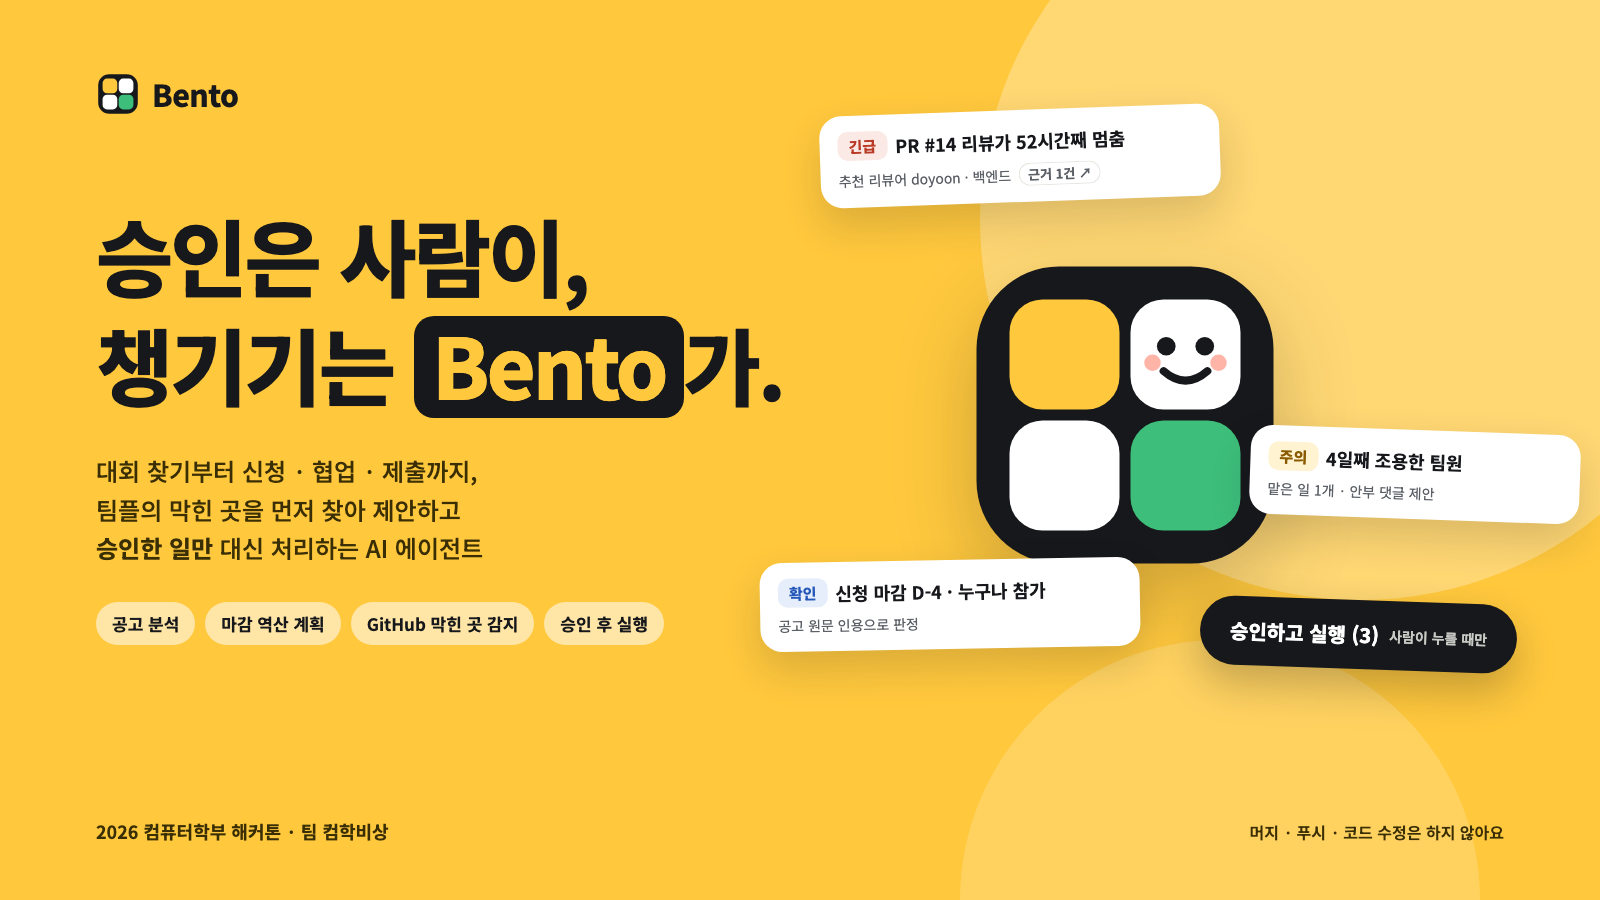 Bento
승인은 사람이,
챙기기는 Bento가.
대회 찾기부터 신청 · 협업 · 제출까지,
팀플의 막힌 곳을 먼저 찾아 제안하고
승인한 일만 대신 처리하는 AI 에이전트
공고 분석
마감 역산 계획
GitHub 막힌 곳 감지
승인 후 실행
긴급 PR #14 리뷰가 52시간째 멈춤
추천 리뷰어 doyoon · 백엔드 근거 1건 ↗
주의 4일째 조용한 팀원
맡은 일 1개 · 안부 댓글 제안
확인 신청 마감 D-4 · 누구나 참가
공고 원문 인용으로 판정
승인하고 실행 (3) 사람이 누를 때만
2026 컴퓨터학부 해커톤 · 팀 컴학비상
머지 · 푸시 · 코드 수정은 하지 않아요